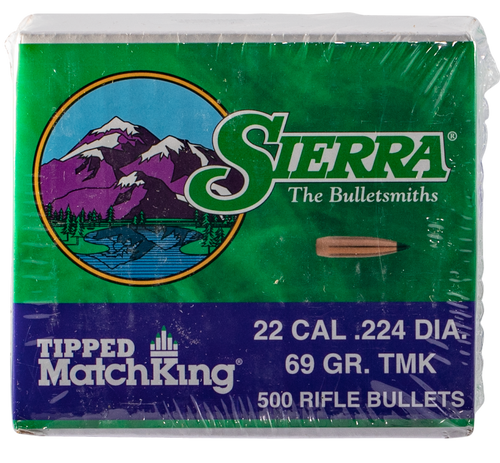 SIERRA®
The Bulletsmiths
22 CAL .224 DIA.
69 GR. TMK
500 RIFLE BULLETS
TIPPED
MatchKing®